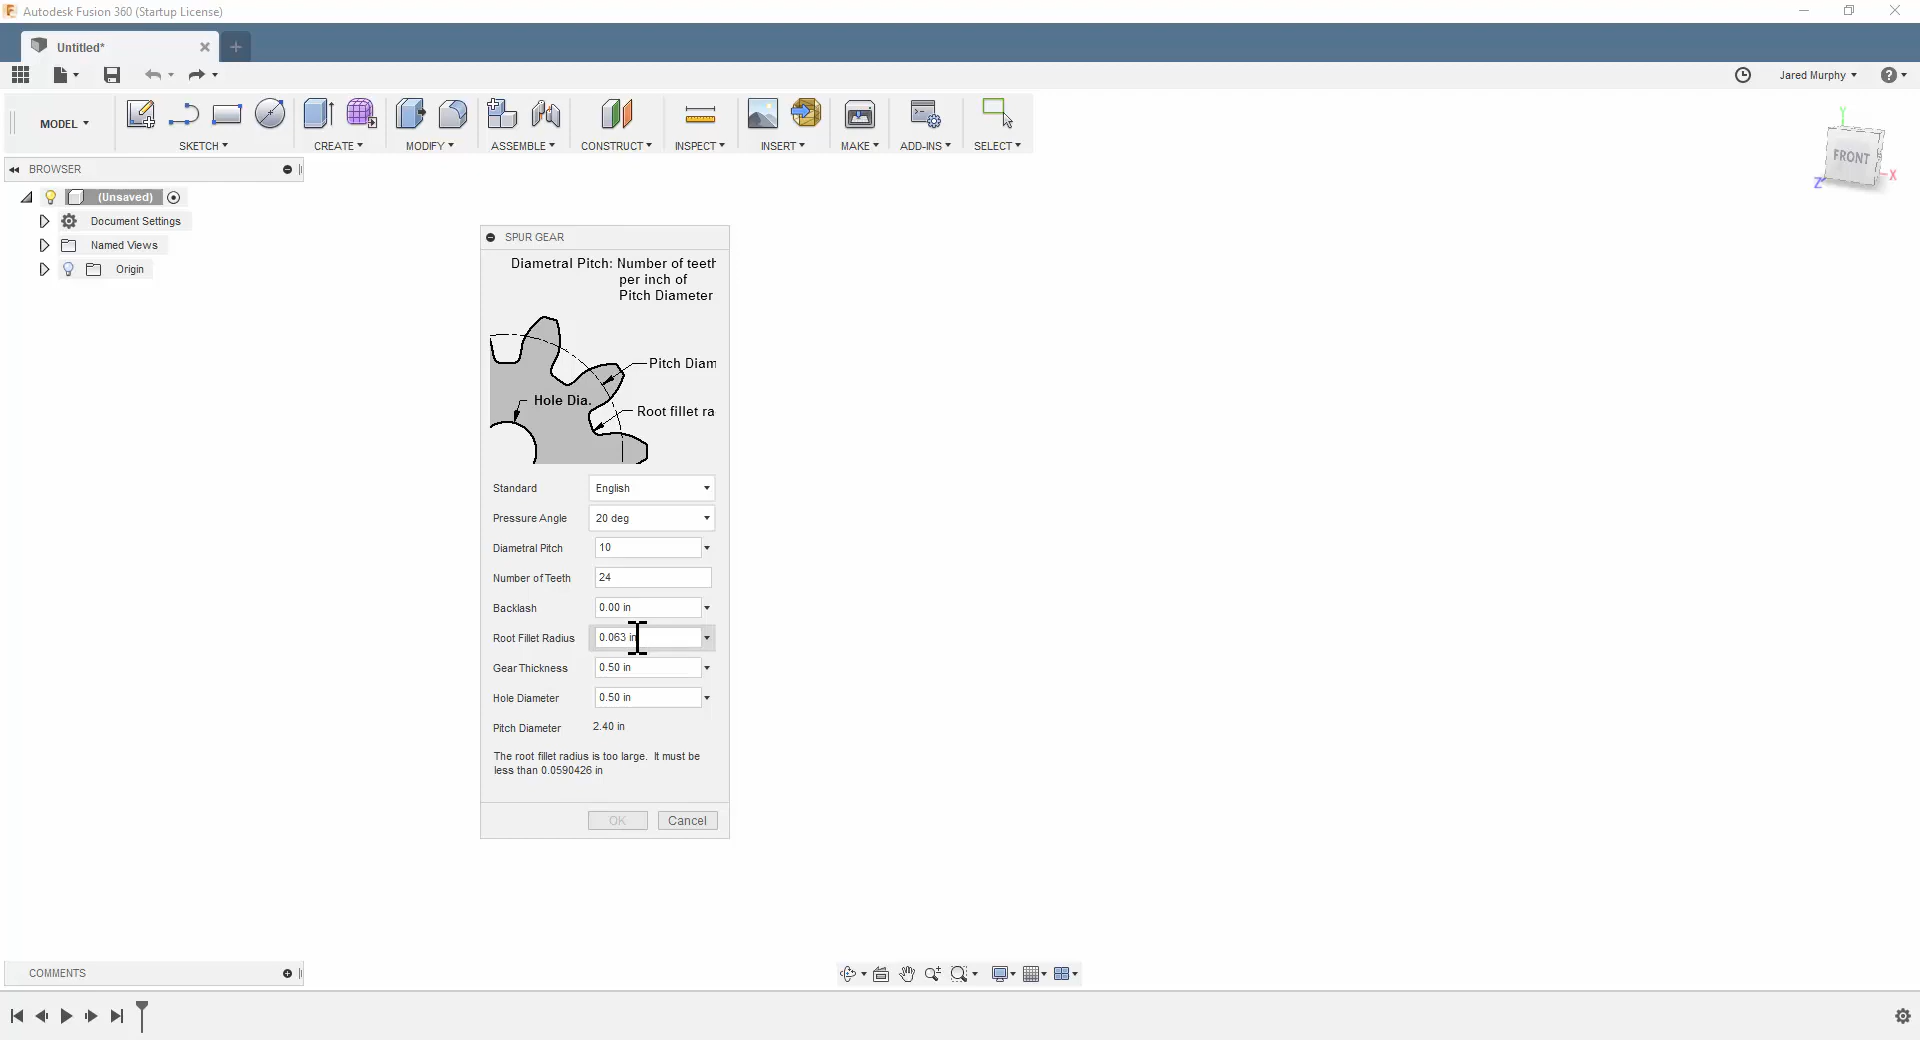 Autodesk Fusion 360 (Startup License)
Untitled*
Jared Murphy
MODEL
SKETCH
CREATE
MODIFY
ASSEMBLE
CONSTRUCT
INSPECT
INSERT
MAKE
ADD-INS
SELECT
Y
FRONT
X
Z
BROWSER
(Unsaved)
Document Settings
Named Views
Origin
SPUR GEAR
Diametral Pitch: Number of teeth
per inch of
Pitch Diameter
Pitch Diam
Hole Dia.
Root fillet ra
Standard English
Pressure Angle 20 deg
Diametral Pitch 10
Number of Teeth 24
Backlash 0.00 in
Root Fillet Radius 0.063 in
Gear Thickness 0.50 in
Hole Diameter 0.50 in
Pitch Diameter 2.40 in
The root fillet radius is too large. It must be
less than 0.0590426 in
OK Cancel
COMMENTS